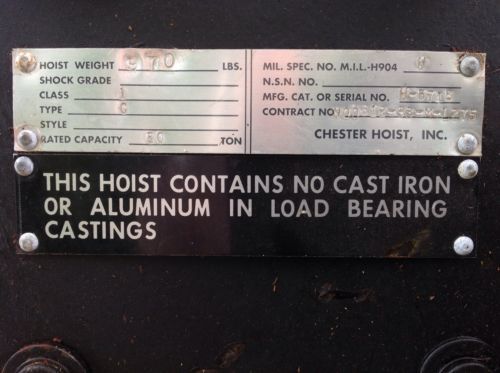 HOIST WEIGHT 970 LBS.
SHOCK GRADE
CLASS 1
TYPE C
STYLE
RATED CAPACITY 30 TON
MIL. SPEC. NO. M.I.L.-H904
N.S.N. NO.
MFG. CAT. OR SERIAL NO.
CONTRACT NO
CHESTER HOIST, INC.
THIS HOIST CONTAINS NO CAST IRON
OR ALUMINUM IN LOAD BEARING
CASTINGS